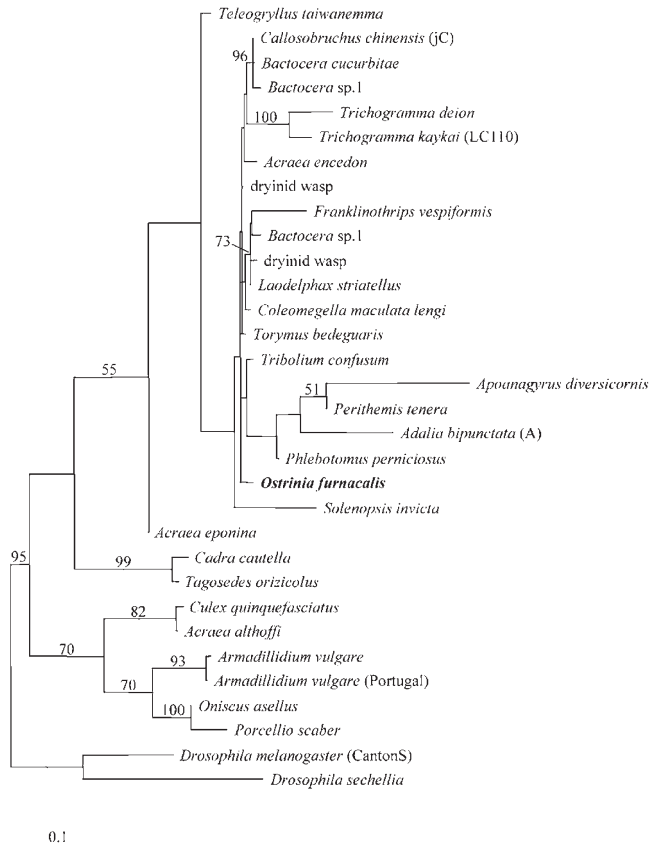 Teleogryllus taiwanemma
Callosobruchus chinensis (jC)
96
Bactocera cucurbitae
Bactocera sp.1
100
Trichogramma deion
Trichogramma kaykai (LC110)
Acraea encedon
dryinid wasp
Franklinothrips vespiformis
73
Bactocera sp.1
dryinid wasp
Laodelphax striatellus
Coleomegella maculata lengi
Torymus bedeguaris
Tribolium confusum
55
51
Apoanagyrus diversicornis
Perithemis tenera
Adalia bipunctata (A)
Phlebotomus perniciosus
Ostrinia furnacalis
Solenopsis invicta
Acraea eponina
95
99
Cadra cautella
Tagosedes orizicolus
82
Culex quinquefasciatus
Acraea althoffi
70
93
Armadillidium vulgare
Armadillidium vulgare (Portugal)
70
100
Oniscus asellus
Porcellio scaber
Drosophila melanogaster (CantonS)
Drosophila sechellia
0.1